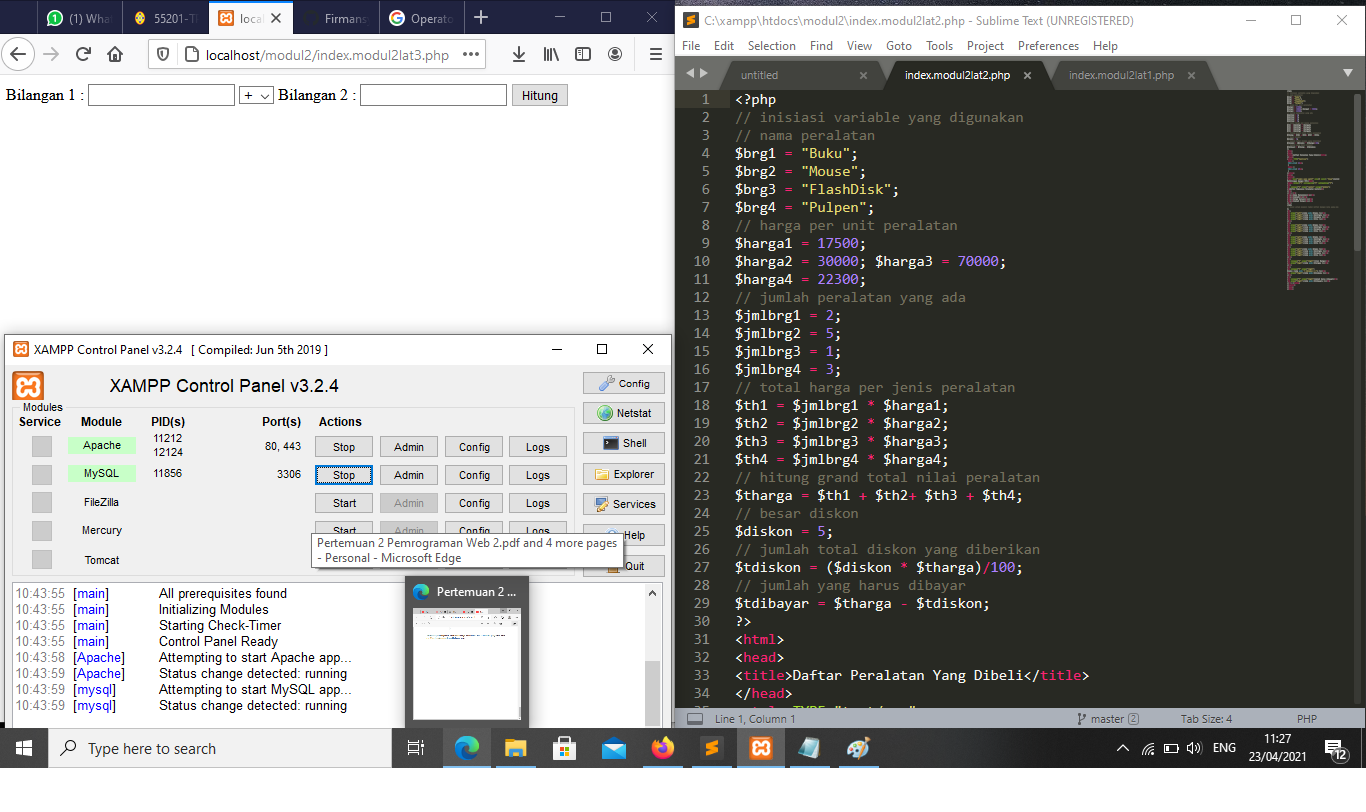 (1) Wha
55201-TI
local
Firmans
Operato
localhost/modul2/index.modul2lat3.php
Bilangan 1 : + Bilangan 2 : Hitung
XAMPP Control Panel v3.2.4 [ Compiled: Jun 5th 2019 ]
XAMPP Control Panel v3.2.4
Config
Netstat
Shell
Explorer
Services
Help
Quit
Modules
Service Module PID(s) Port(s) Actions
Apache 11212 12124 80, 443 Stop Admin Config Logs
MySQL 11856 3306 Stop Admin Config Logs
FileZilla Start Admin Config Logs
Mercury Start Admin Config Logs
Tomcat
Pertemuan 2 Pemrograman Web 2.pdf and 4 more pages
- Personal - Microsoft Edge
Pertemuan 2 ...
10:43:55 [main] All prerequisites found
10:43:55 [main] Initializing Modules
10:43:55 [main] Starting Check-Timer
10:43:55 [main] Control Panel Ready
10:43:58 [Apache] Attempting to start Apache app...
10:43:59 [Apache] Status change detected: running
10:43:59 [mysql] Attempting to start MySQL app...
10:43:59 [mysql] Status change detected: running
C:\xampp\htdocs\modul2\index.modul2lat2.php - Sublime Text (UNREGISTERED)
File Edit Selection Find View Goto Tools Project Preferences Help
untitled index.modul2lat2.php index.modul2lat1.php
1 <?php
2 // inisiasi variable yang digunakan
3 // nama peralatan
4 $brg1 = "Buku";
5 $brg2 = "Mouse";
6 $brg3 = "FlashDisk";
7 $brg4 = "Pulpen";
8 // harga per unit peralatan
9 $harga1 = 17500;
10 $harga2 = 30000; $harga3 = 70000;
11 $harga4 = 22300;
12 // jumlah peralatan yang ada
13 $jmlbrg1 = 2;
14 $jmlbrg2 = 5;
15 $jmlbrg3 = 1;
16 $jmlbrg4 = 3;
17 // total harga per jenis peralatan
18 $th1 = $jmlbrg1 * $harga1;
19 $th2 = $jmlbrg2 * $harga2;
20 $th3 = $jmlbrg3 * $harga3;
21 $th4 = $jmlbrg4 * $harga4;
22 // hitung grand total nilai peralatan
23 $tharga = $th1 + $th2+ $th3 + $th4;
24 // besar diskon
25 $diskon = 5;
26 // jumlah total diskon yang diberikan
27 $tdiskon = ($diskon * $tharga)/100;
28 // jumlah yang harus dibayar
29 $tdibayar = $tharga - $tdiskon;
30 ?>
31 <html>
32 <head>
33 <title>Daftar Peralatan Yang Dibeli</title>
34 </head>
Line 1, Column 1 master 2 Tab Size: 4 PHP
Type here to search
ENG
11:27
23/04/2021
12